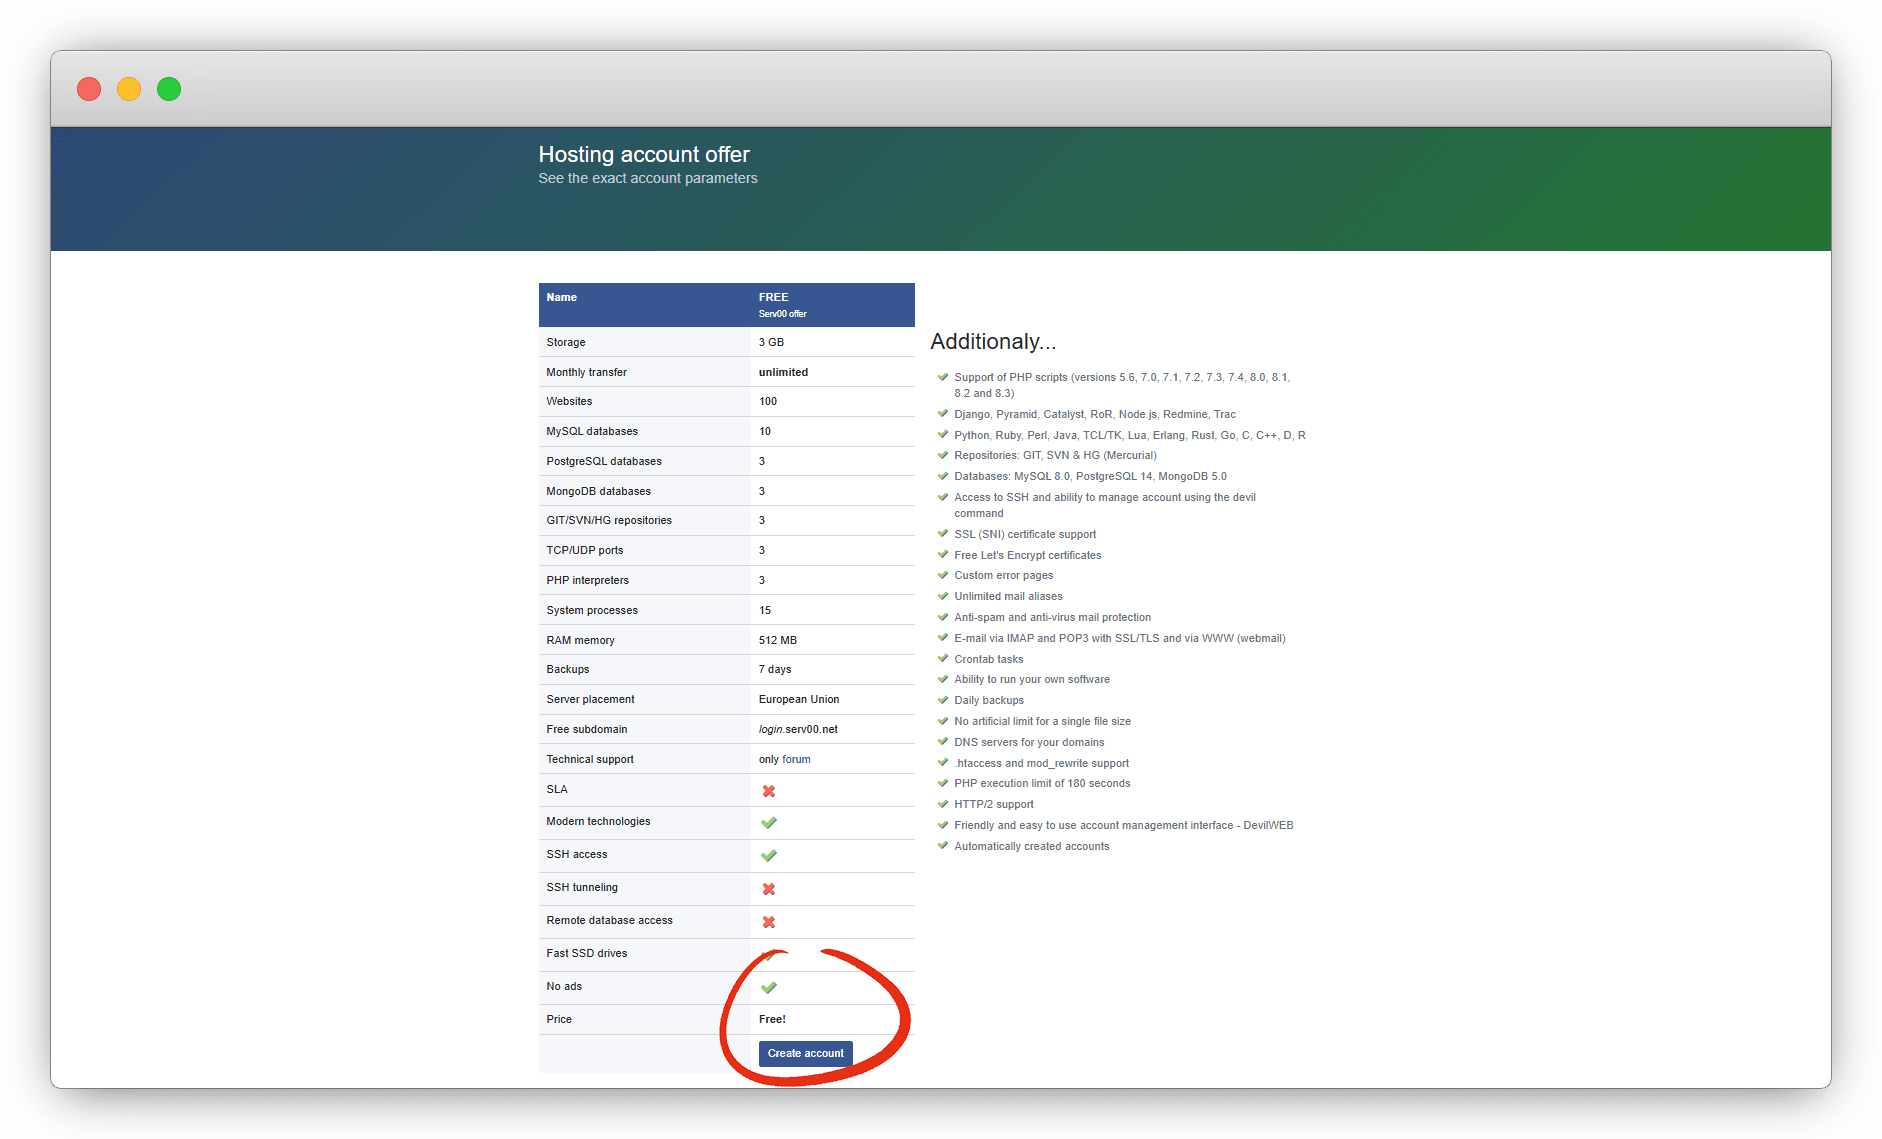 Hosting account offer
See the exact account parameters
Name FREE
Serv00 offer
Storage 3 GB
Monthly transfer unlimited
Websites 100
MySQL databases 10
PostgreSQL databases 3
MongoDB databases 3
GIT/SVN/HG repositories 3
TCP/UDP ports 3
PHP interpreters 3
System processes 15
RAM memory 512 MB
Backups 7 days
Server placement European Union
Free subdomain login.serv00.net
Technical support only forum
SLA
Modern technologies
SSH access
SSH tunneling
Remote database access
Fast SSD drives
No ads
Price Free!
Create account
Additionaly...
Support of PHP scripts (versions 5.6, 7.0, 7.1, 7.2, 7.3, 7.4, 8.0, 8.1,
8.2 and 8.3)
Django, Pyramid, Catalyst, RoR, Node.js, Redmine, Trac
Python, Ruby, Perl, Java, TCL/TK, Lua, Erlang, Rust, Go, C, C++, D, R
Repositories: GIT, SVN & HG (Mercurial)
Databases: MySQL 8.0, PostgreSQL 14, MongoDB 5.0
Access to SSH and ability to manage account using the devil
command
SSL (SNI) certificate support
Free Let's Encrypt certificates
Custom error pages
Unlimited mail aliases
Anti-spam and anti-virus mail protection
E-mail via IMAP and POP3 with SSL/TLS and via WWW (webmail)
Crontab tasks
Ability to run your own software
Daily backups
No artificial limit for a single file size
DNS servers for your domains
.htaccess and mod_rewrite support
PHP execution limit of 180 seconds
HTTP/2 support
Friendly and easy to use account management interface - DevilWEB
Automatically created accounts